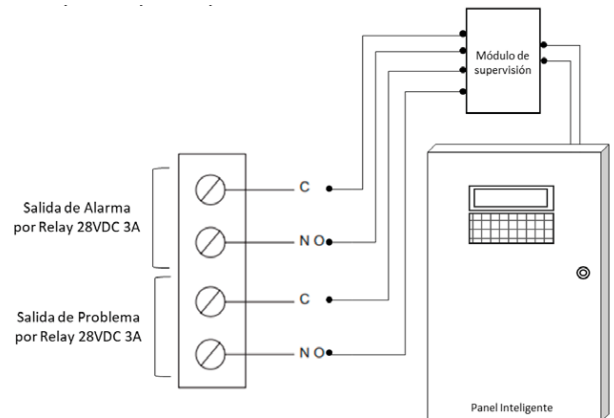 Módulo de
supervisión
C
Salida de Alarma
por Relay 28VDC 3A
N O
C
Salida de Problema
por Relay 28VDC 3A
N O
Panel Inteligente